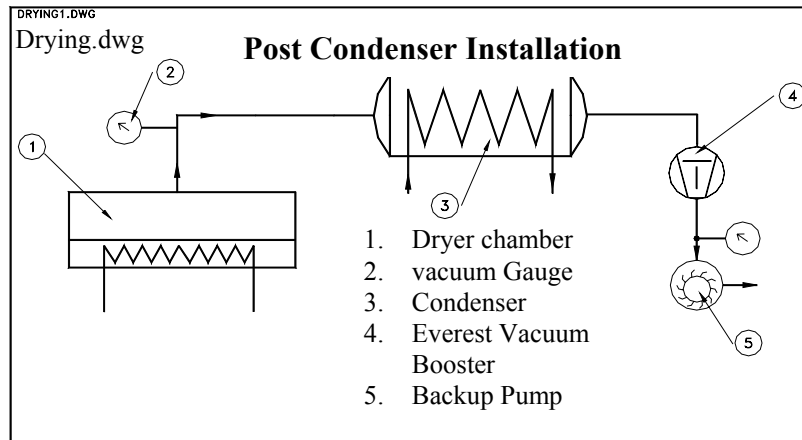 DRYING1.DWG
Drying.dwg
Post Condenser Installation
2
4
1
3
1. Dryer chamber
2. vacuum Gauge
3. Condenser
4. Everest Vacuum
Booster
5. Backup Pump
5